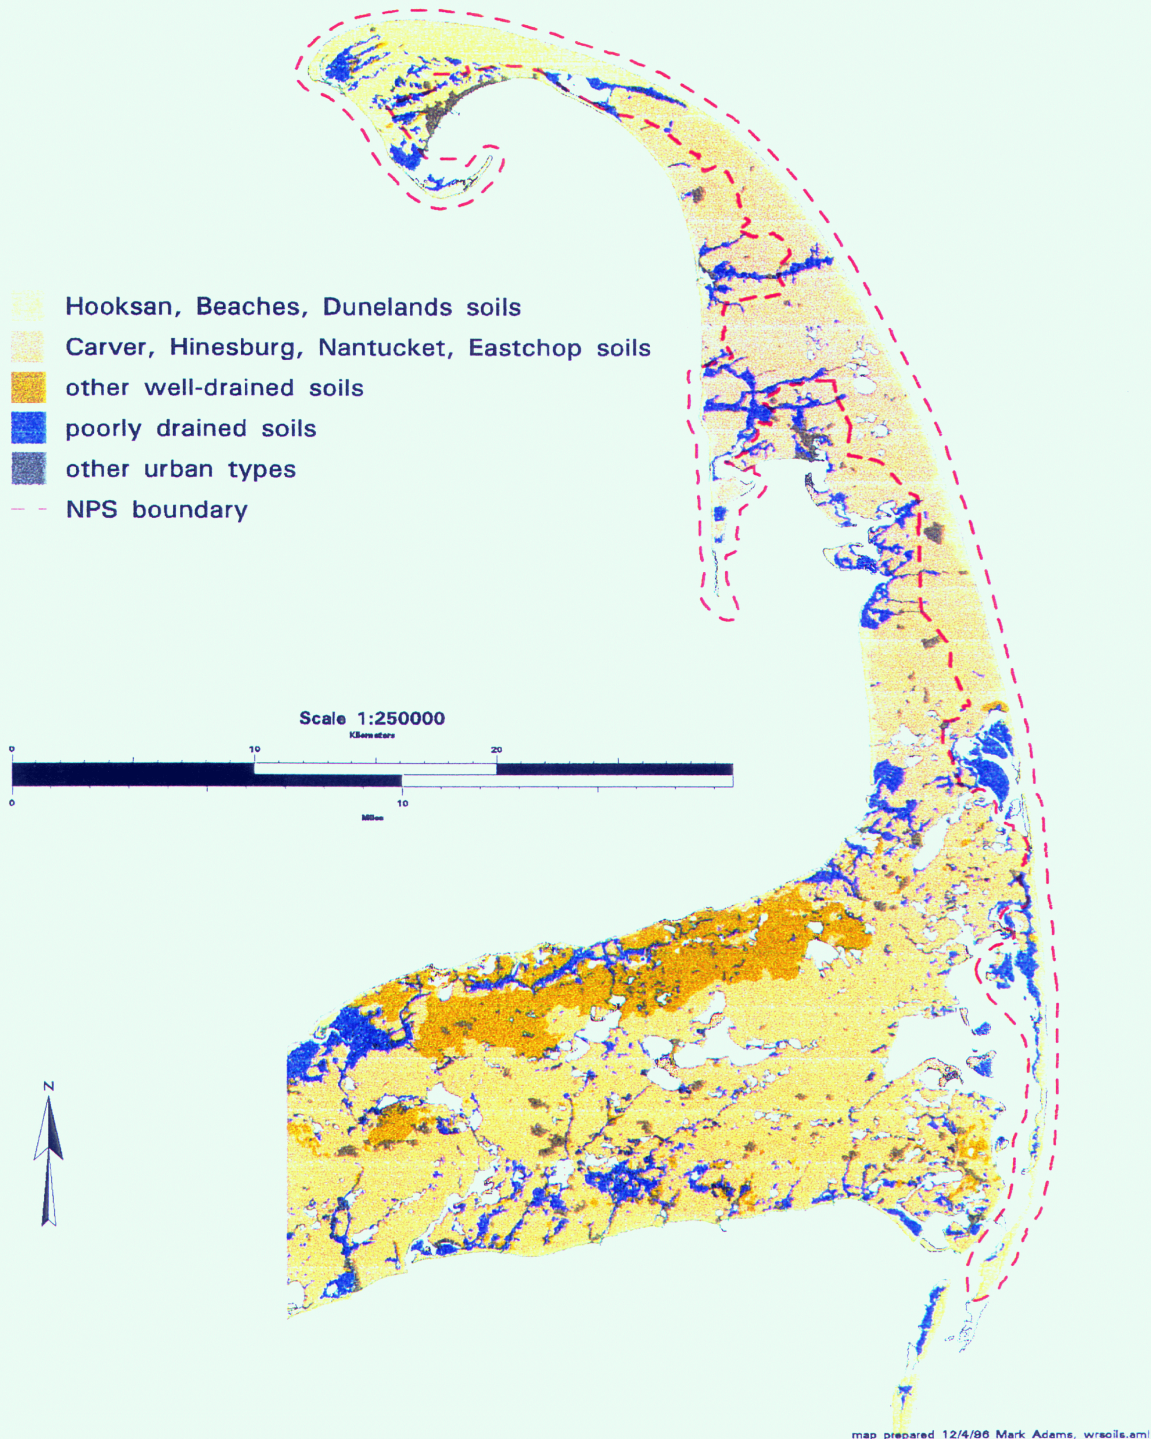 Hooksan, Beaches, Dunelands soils
Carver, Hinesburg, Nantucket, Eastchop soils
other well-drained soils
poorly drained soils
other urban types
NPS boundary
Scale 1:250000
Kilometers
0 10 20
0 10
Miles
N
map prepared 12/4/96 Mark Adams, wrsoils.aml